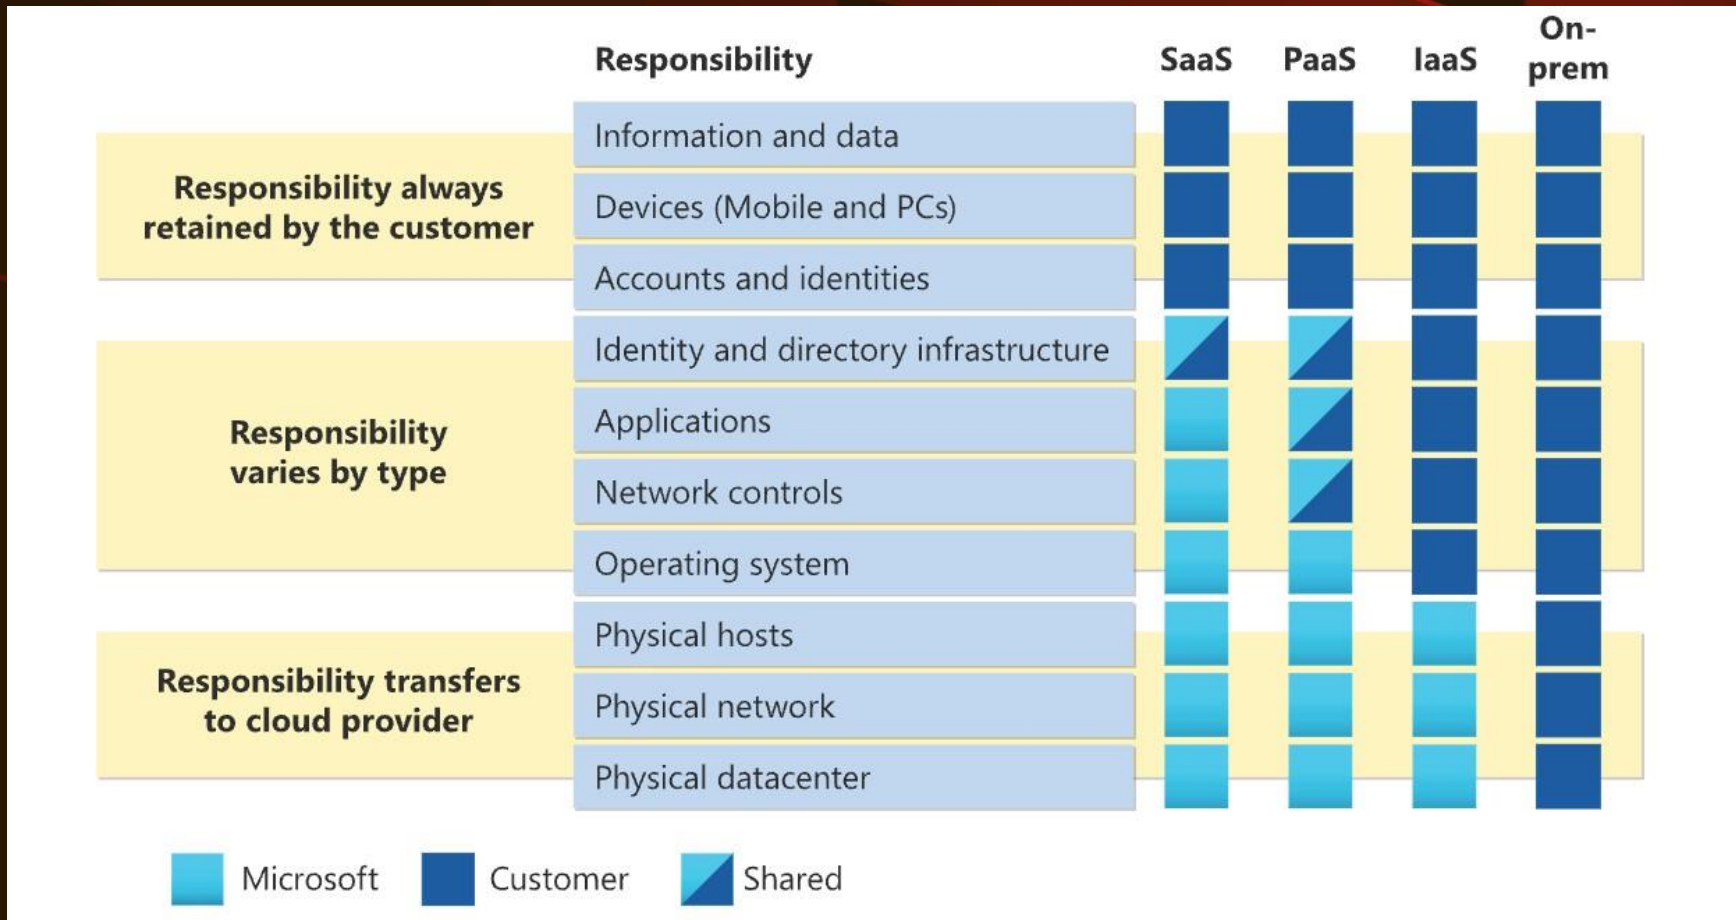 Responsibility
SaaS
PaaS
IaaS
On-
prem
Responsibility always
retained by the customer
Information and data
Devices (Mobile and PCs)
Accounts and identities
Responsibility
varies by type
Identity and directory infrastructure
Applications
Network controls
Operating system
Responsibility transfers
to cloud provider
Physical hosts
Physical network
Physical datacenter
Microsoft
Customer
Shared